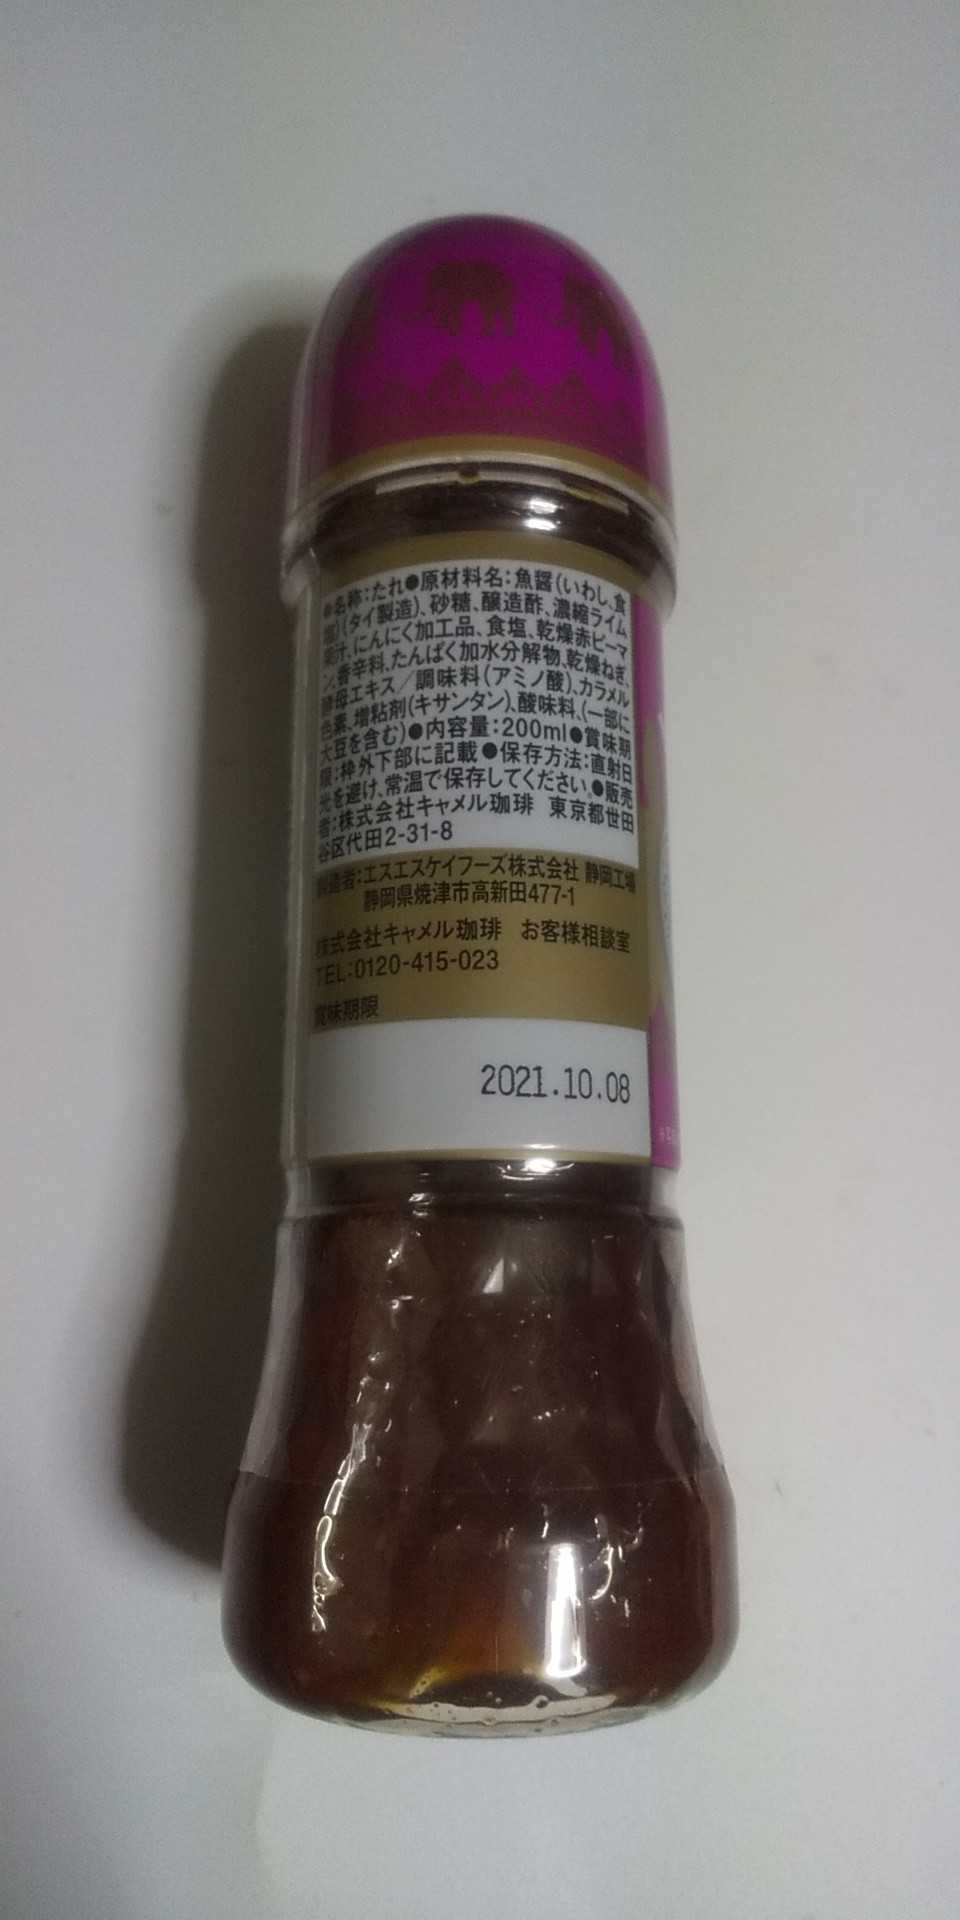 ●名称:たれ●原材料名:魚醤(いわし、食
塩)(タイ製造)、砂糖、醸造酢、濃縮ライム
果汁、にんにく加工品、食塩、乾燥赤ピーマ
ン、香辛料、たんぱく加水分解物、乾燥ねぎ、
酵母エキス/調味料(アミノ酸)、カラメル
色素、増粘剤(キサンタン)、酸味料、(一部に
大豆を含む)●内容量:200ml●賞味期
限:枠外下部に記載●保存方法:直射日
光を避け、常温で保存してください。●販売
者:株式会社キャメル珈琲 東京都世田
谷区代田2-31-8
製造者:エスエスケイフーズ株式会社 静岡工場
静岡県焼津市高新田477-1
株式会社キャメル珈琲 お客様相談室
TEL:0120-415-023
賞味期限
2021.10.08